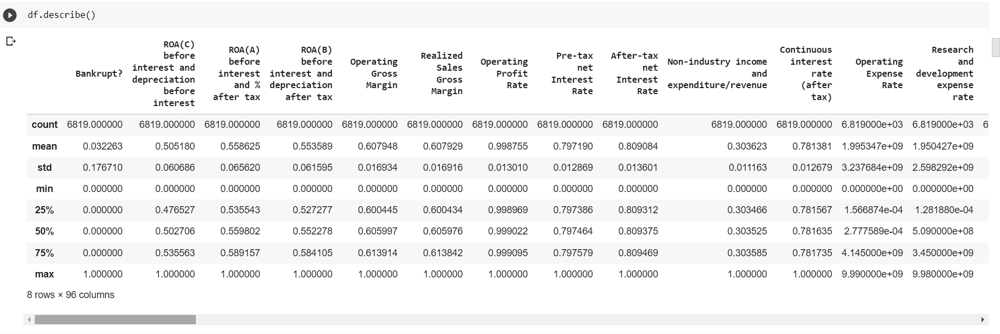 df.describe()
Bankrupt? ROA(C) before interest and depreciation before interest ROA(A) before interest and % after tax ROA(B) before interest and depreciation after tax Operating Gross Margin Realized Sales Gross Margin Operating Profit Rate Pre-tax net Interest Rate After-tax net Interest Rate Non-industry income and expenditure/revenue Continuous interest rate (after tax) Operating Expense Rate Research and development expense rate
count 6819.000000 6819.000000 6819.000000 6819.000000 6819.000000 6819.000000 6819.000000 6819.000000 6819.000000 6819.000000 6819.000000 6.819000e+03 6.819000e+03 6
mean 0.032263 0.505180 0.558625 0.553589 0.607948 0.607929 0.998755 0.797190 0.809084 0.303623 0.781381 1.995347e+09 1.950427e+09
std 0.176710 0.060686 0.065620 0.061595 0.016934 0.016916 0.013010 0.012869 0.013601 0.011163 0.012679 3.237684e+09 2.598292e+09
min 0.000000 0.000000 0.000000 0.000000 0.000000 0.000000 0.000000 0.000000 0.000000 0.000000 0.000000 0.000000e+00 0.000000e+00
25% 0.000000 0.476527 0.535543 0.527277 0.600445 0.600434 0.998969 0.797386 0.809312 0.303466 0.781567 1.566874e-04 1.281880e-04
50% 0.000000 0.502706 0.559802 0.552278 0.605997 0.605976 0.999022 0.797464 0.809375 0.303525 0.781635 2.777589e-04 5.090000e+08
75% 0.000000 0.535563 0.589157 0.584105 0.613914 0.613842 0.999095 0.797579 0.809469 0.303585 0.781735 4.145000e+09 3.450000e+09
max 1.000000 1.000000 1.000000 1.000000 1.000000 1.000000 1.000000 1.000000 1.000000 1.000000 1.000000 9.990000e+09 9.980000e+09
8 rows × 96 columns